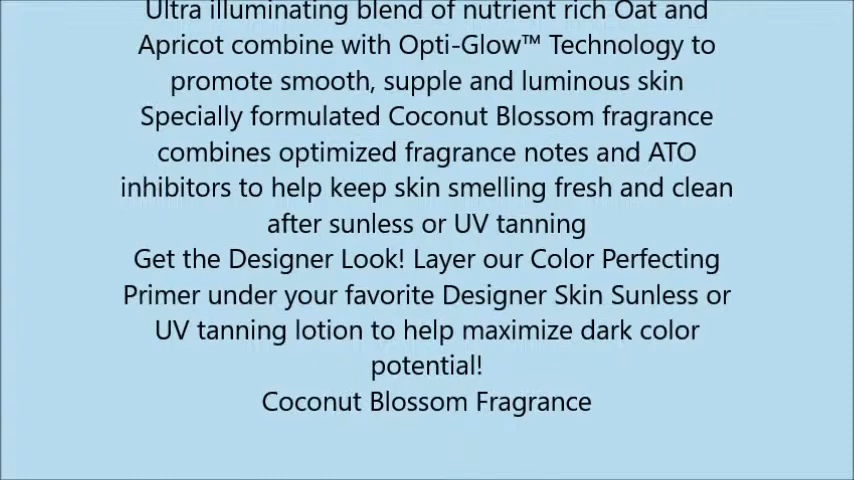 Ultra illuminating blend of nutrient rich Oat and
Apricot combine with Opti-Glow™ Technology to
promote smooth, supple and luminous skin
Specially formulated Coconut Blossom fragrance
combines optimized fragrance notes and ATO
inhibitors to help keep skin smelling fresh and clean
after sunless or UV tanning
Get the Designer Look! Layer our Color Perfecting
Primer under your favorite Designer Skin Sunless or
UV tanning lotion to help maximize dark color
potential!
Coconut Blossom Fragrance